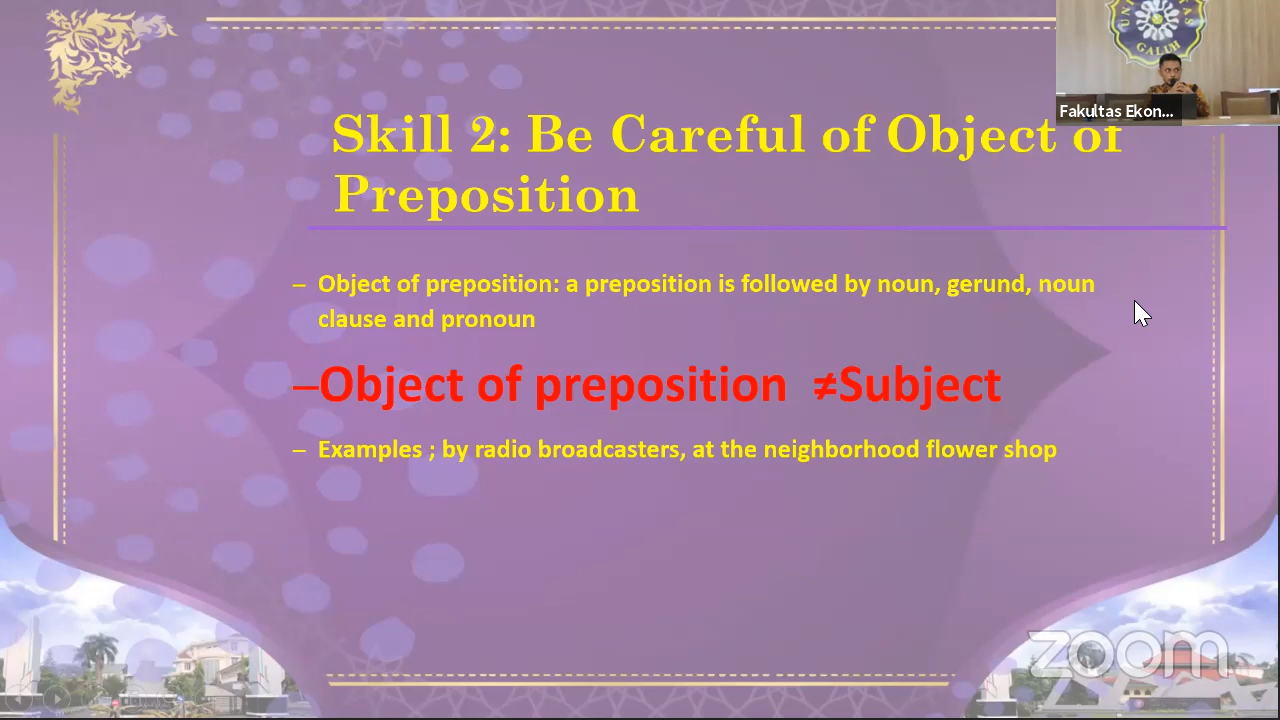 Skill 2: Be Careful of Object of
Preposition
– Object of preposition: a preposition is followed by noun, gerund, noun
clause and pronoun
–Object of preposition ≠Subject
– Examples ; by radio broadcasters, at the neighborhood flower shop
GALUH
Fakultas Ekon...
zoom